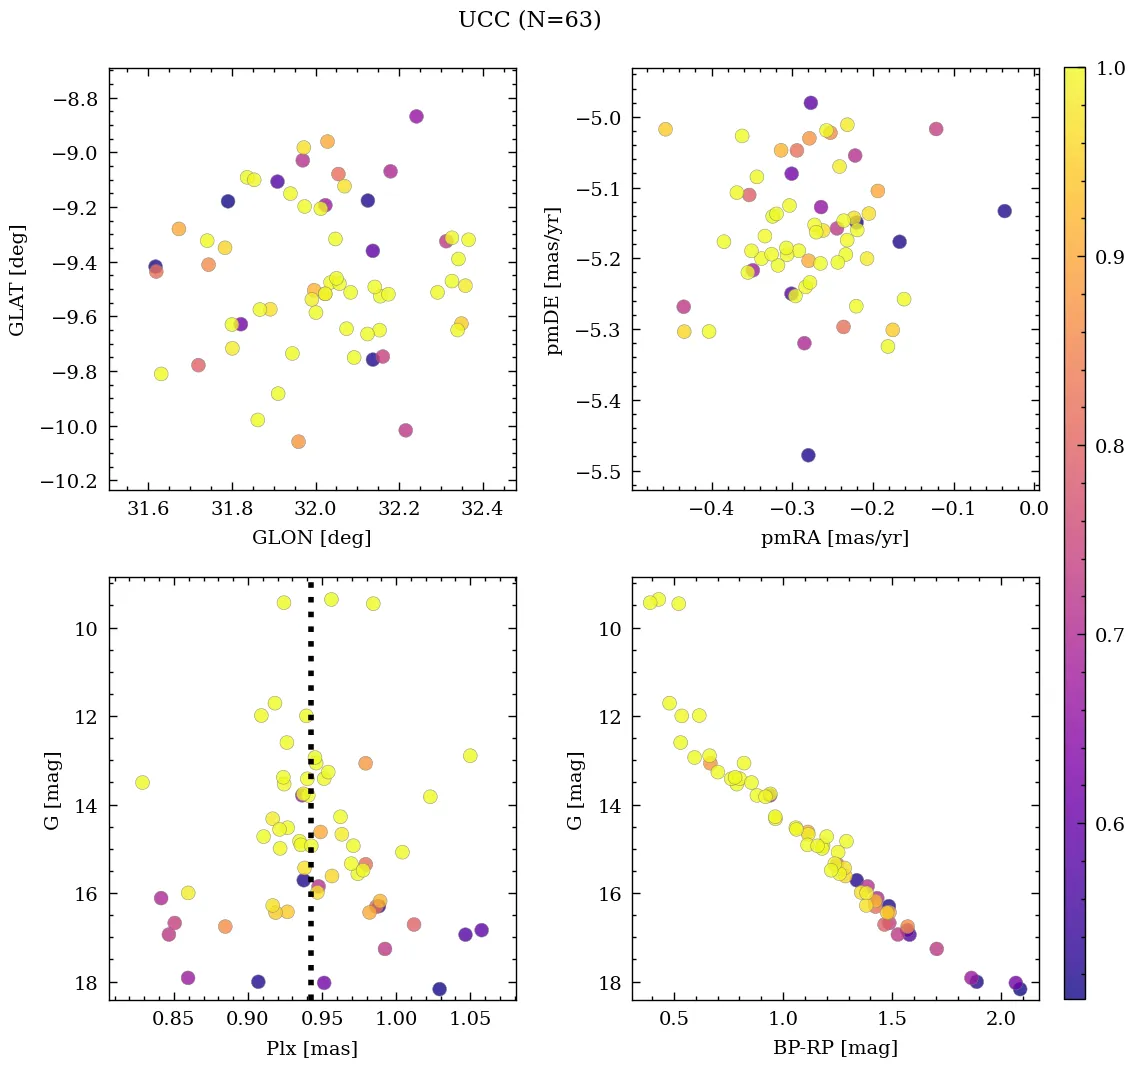 UCC (N=63)
−8.8
−9.0
−9.2
−9.4
−9.6
−9.8
−10.0
−10.2
GLAT [deg]
31.6 31.8 32.0 32.2 32.4
GLON [deg]
−5.0
−5.1
−5.2
−5.3
−5.4
−5.5
pmDE [mas/yr]
−0.4 −0.3 −0.2 −0.1 0.0
pmRA [mas/yr]
10
12
14
16
18
G [mag]
0.85 0.90 0.95 1.00 1.05
Plx [mas]
10
12
14
16
18
G [mag]
0.5 1.0 1.5 2.0
BP-RP [mag]
1.0
0.9
0.8
0.7
0.6